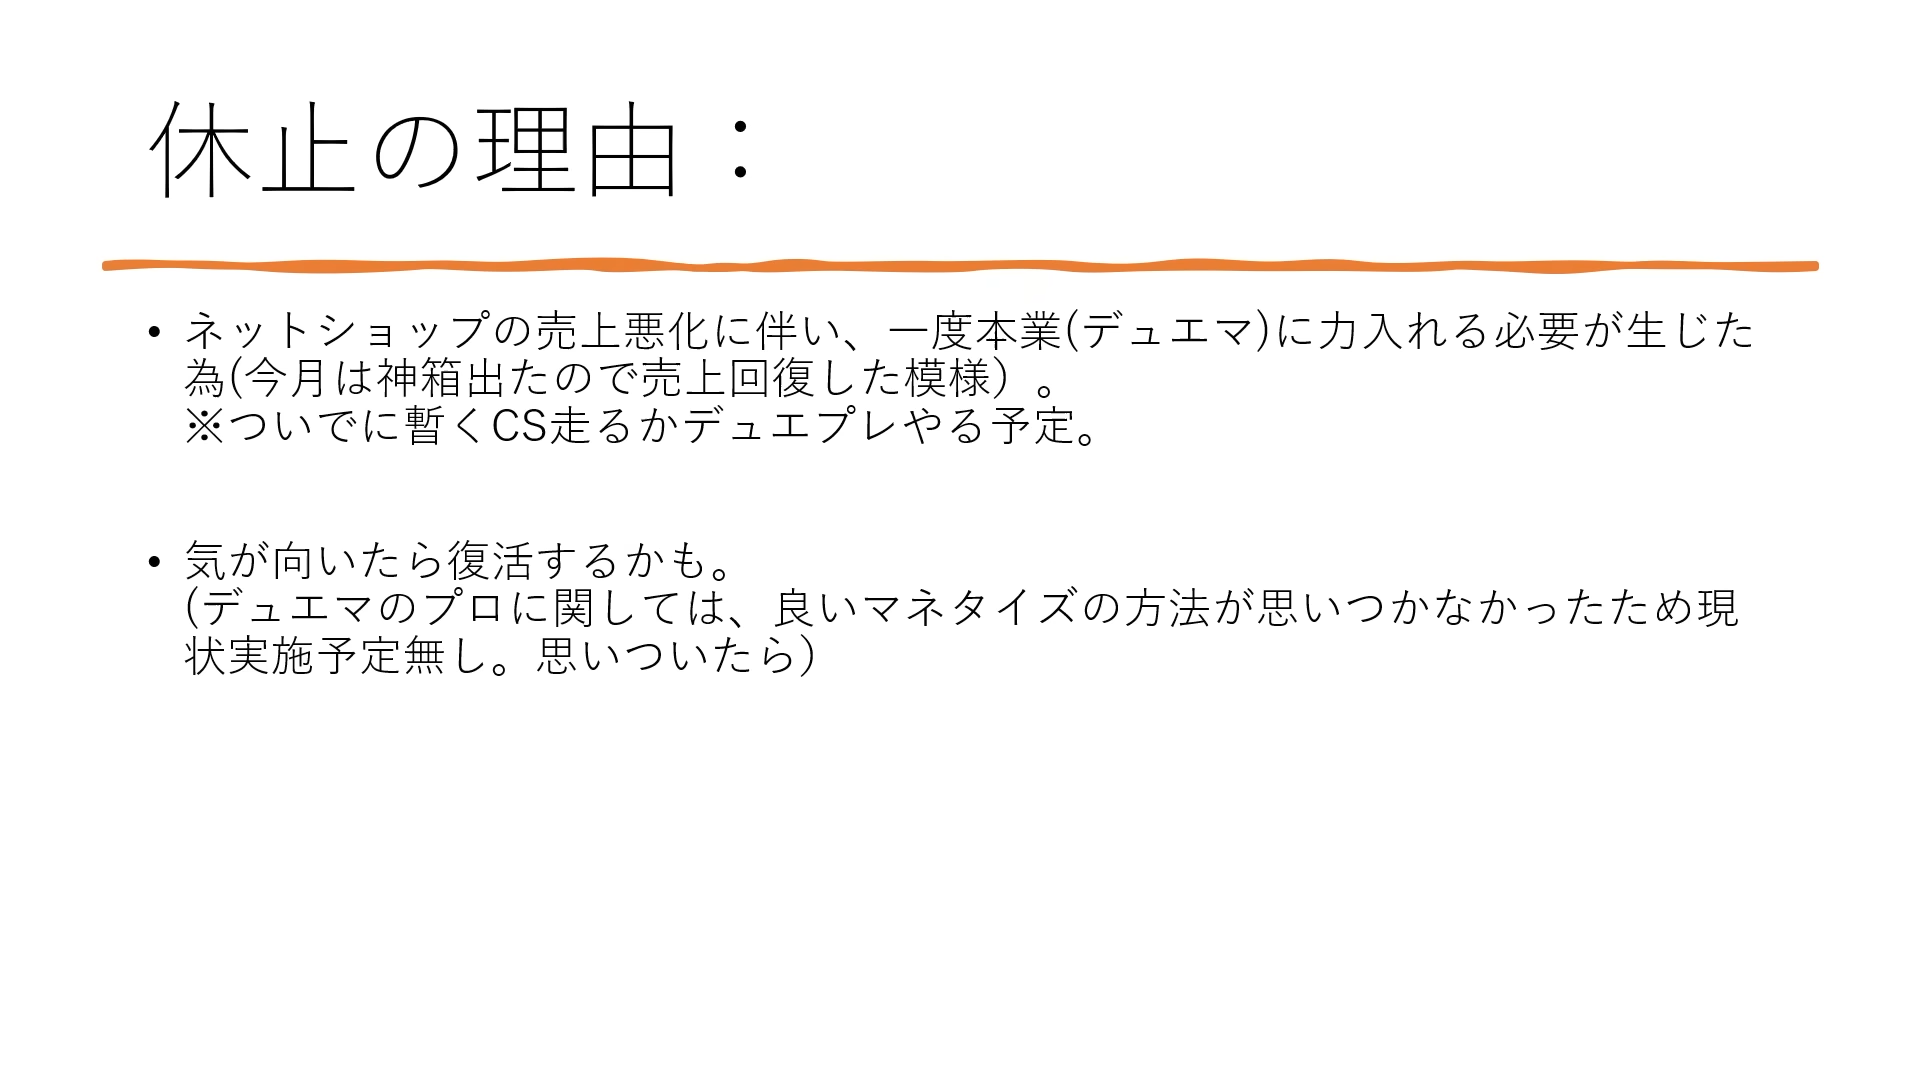 休止の理由：
• ネットショップの売上悪化に伴い、一度本業(デュエマ)に力入れる必要が生じた
為(今月は神箱出たので売上回復した模様）。
※ついでに暫くCS走るかデュエプレやる予定。
• 気が向いたら復活するかも。
(デュエマのプロに関しては、良いマネタイズの方法が思いつかなかったため現
状実施予定無し。思いついたら）